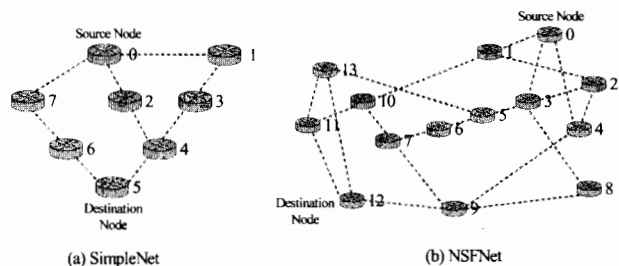 Source Node
0
1
7
2
3
6
4
5
Destination
Node
(a) SimpleNet
Source Node
0
1
13
2
10
3
5
11
6
4
7
8
Destination
Node
12
9
(b) NSFNet